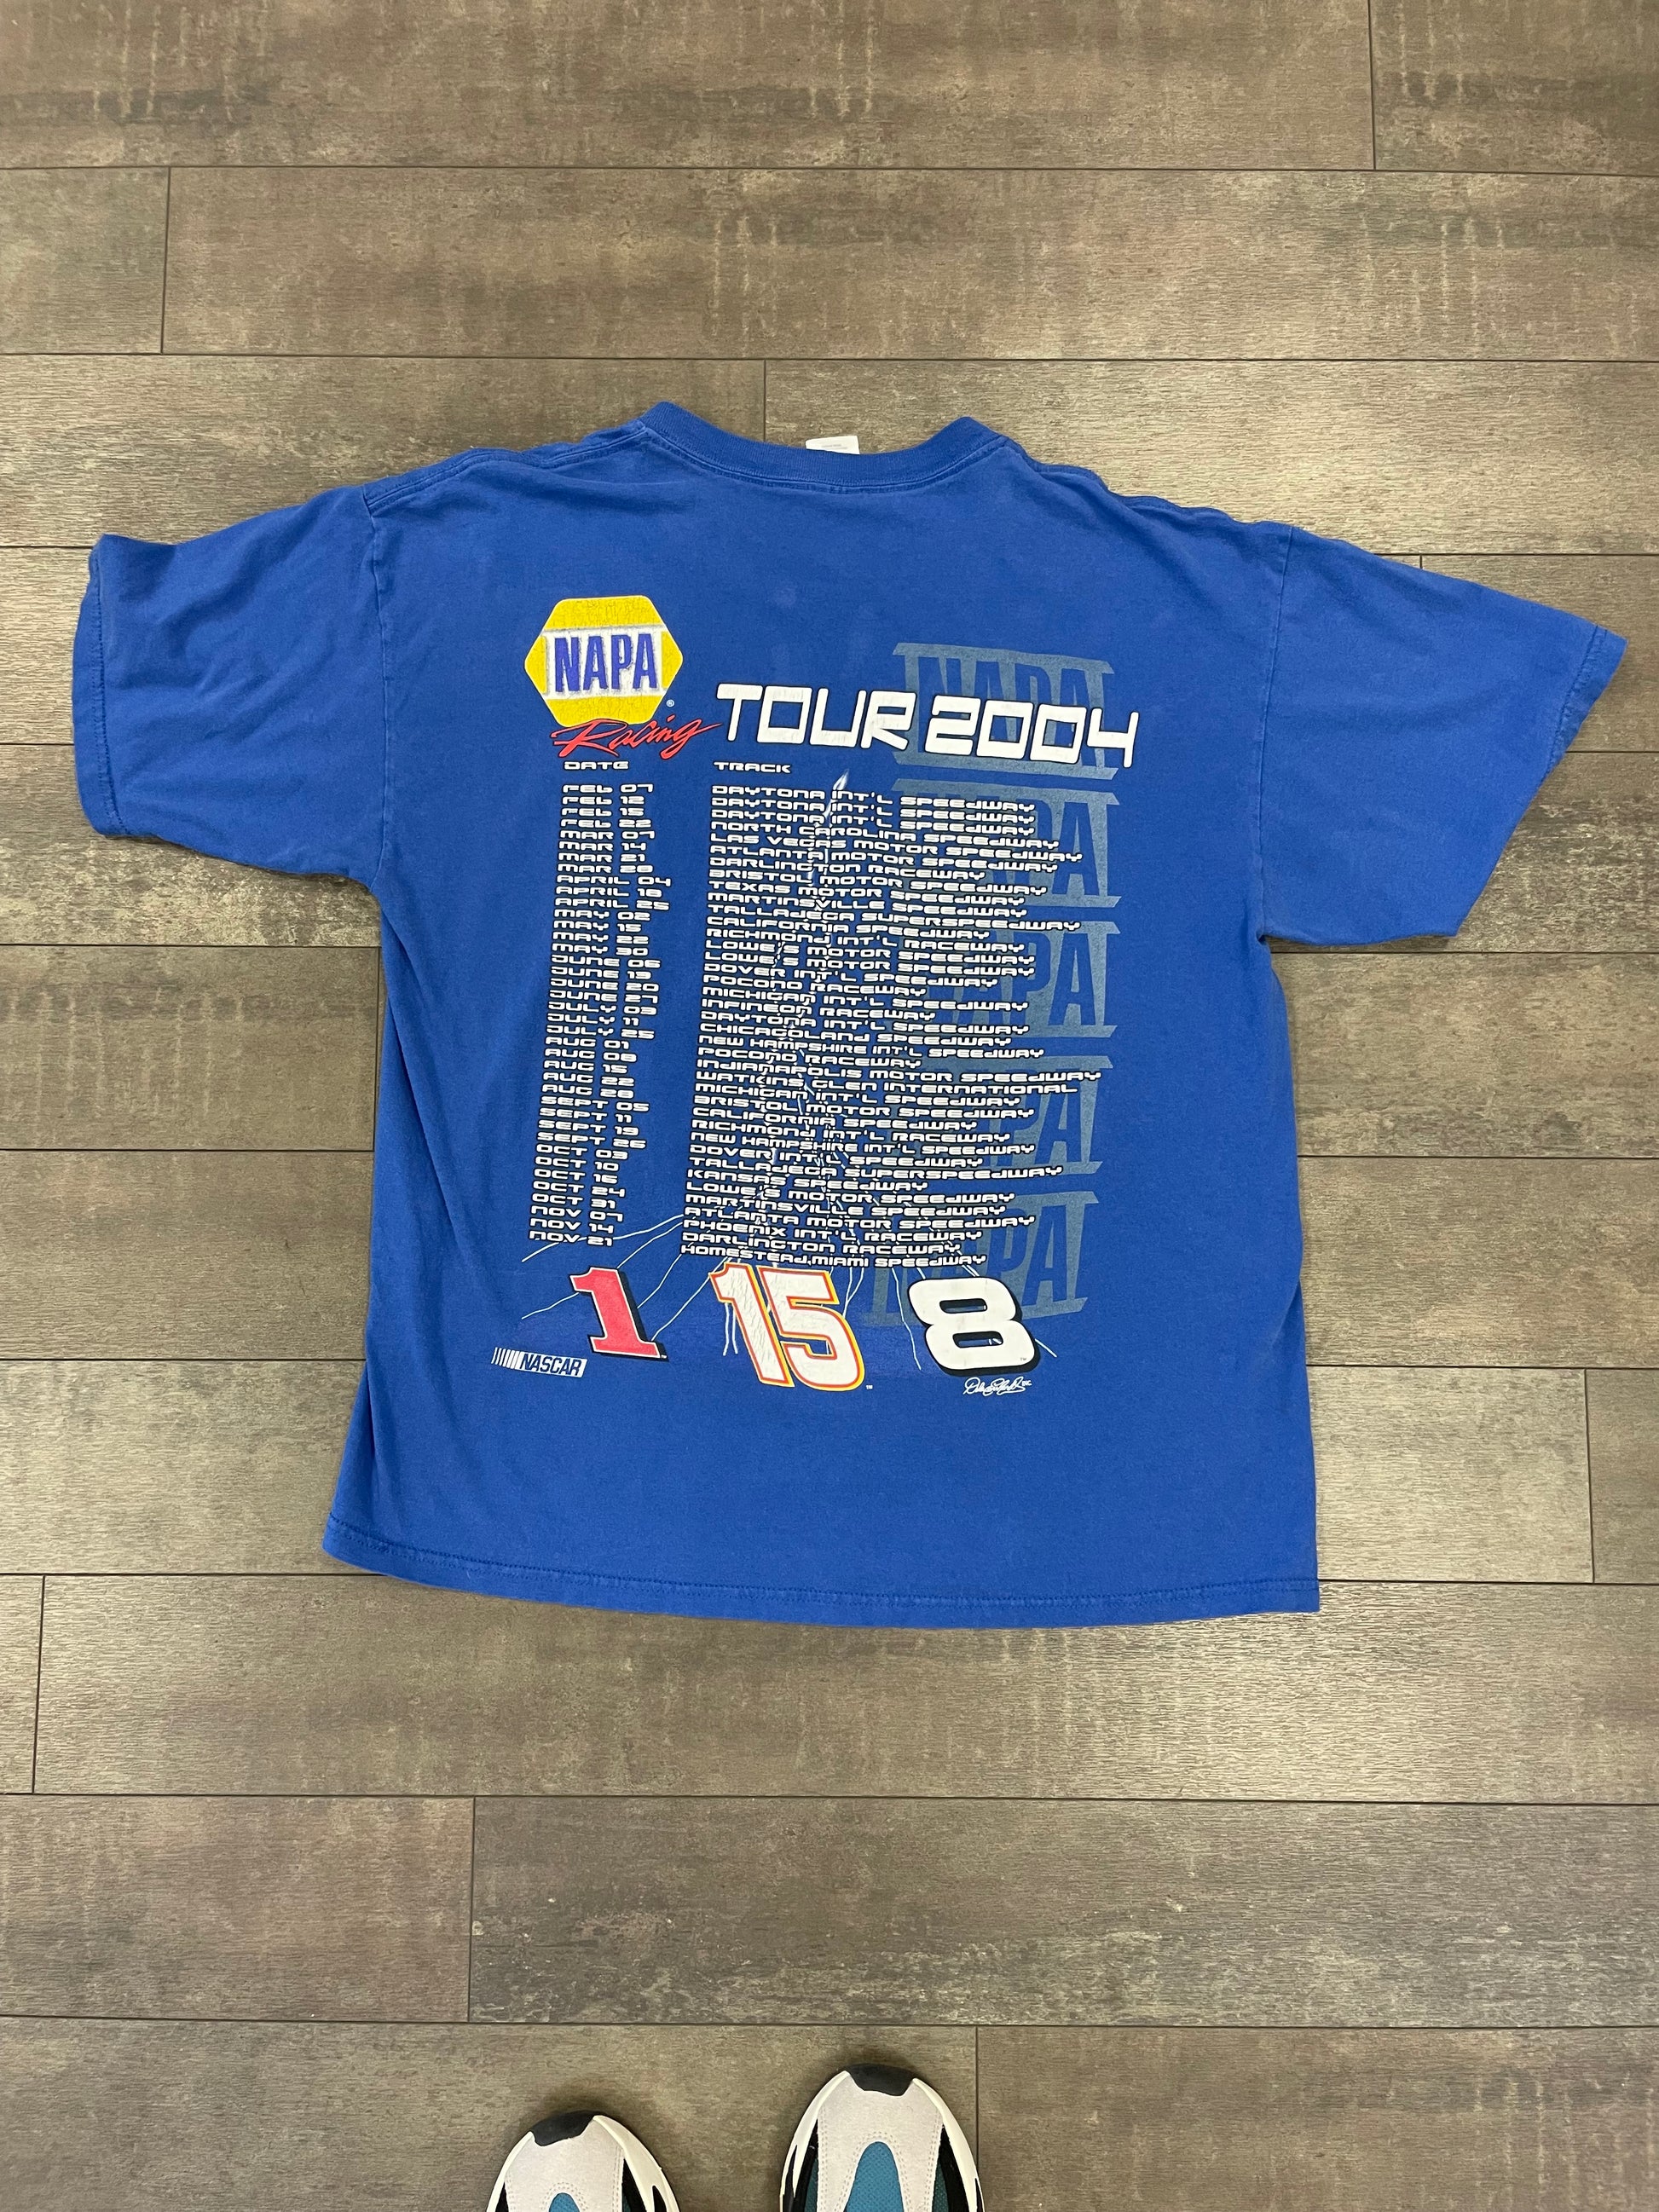 NAPA
Racing TOUR 2004
DATE TRACK
FEB 07 DAYTONA INT'L SPEEDWAY
FEB 12 DAYTONA INT'L SPEEDWAY
FEB 15 DAYTONA INT'L SPEEDWAY
FEB 22 NORTH CAROLINA SPEEDWAY
MAR 07 LAS VEGAS MOTOR SPEEDWAY
MAR 14 ATLANTA MOTOR SPEEDWAY
MAR 21 DARLINGTON RACEWAY
MAR 28 BRISTOL MOTOR SPEEDWAY
APRIL 04 TEXAS MOTOR SPEEDWAY
APRIL 18 MARTINSVILLE SPEEDWAY
APRIL 25 TALLADEGA SUPERSPEEDWAY
MAY 02 CALIFORNIA SPEEDWAY
MAY 15 RICHMOND INT'L RACEWAY
MAY 22 LOWE'S MOTOR SPEEDWAY
MAY 30 LOWE'S MOTOR SPEEDWAY
JUNE 06 DOVER INT'L SPEEDWAY
JUNE 13 POCONO RACEWAY
JUNE 20 MICHIGAN INT'L SPEEDWAY
JUNE 27 INFINEON RACEWAY
JULY 03 DAYTONA INT'L SPEEDWAY
JULY 11 CHICAGOLAND SPEEDWAY
JULY 25 NEW HAMPSHIRE INT'L SPEEDWAY
AUG 01 POCONO RACEWAY
AUG 08 INDIANAPOLIS MOTOR SPEEDWAY
AUG 15 WATKINS GLEN INTERNATIONAL
AUG 22 MICHIGAN INT'L SPEEDWAY
AUG 28 BRISTOL MOTOR SPEEDWAY
SEPT 05 CALIFORNIA SPEEDWAY
SEPT 11 RICHMOND INT'L RACEWAY
SEPT 19 NEW HAMPSHIRE INT'L SPEEDWAY
SEPT 26 DOVER INT'L SPEEDWAY
OCT 03 TALLADEGA SUPERSPEEDWAY
OCT 10 KANSAS SPEEDWAY
OCT 16 LOWE'S MOTOR SPEEDWAY
OCT 24 MARTINSVILLE SPEEDWAY
OCT 31 ATLANTA MOTOR SPEEDWAY
NOV 07 PHOENIX INT'L RACEWAY
NOV 14 DARLINGTON RACEWAY
NOV 21 HOMESTEAD, MIAMI SPEEDWAY
NAPA
NAPA
NAPA
NAPA
NAPA
1 15 8
NASCAR